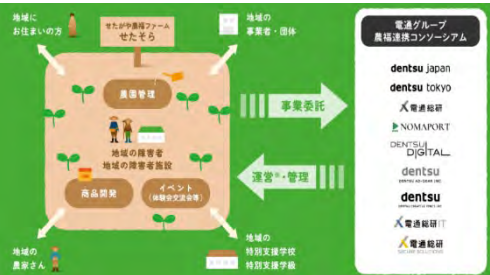 地域に
お住まいの方
せたがや農福ファーム
せたそら
地域の
事業者・団体
農園管理
地域の障害者
地域の障害者施設
商品開発
イベント
(体験会交流会等)
地域の
農家さん
地域の
特別支援学校
特別支援学級
事業委託
運営※・管理
電通グループ
農福連携コンソーシアム
dentsu japan
dentsu tokyo
電通総研
NOMAPORT
DENTSU
DIGITAL
dentsu
dentsu
電通総研IT
電通総研